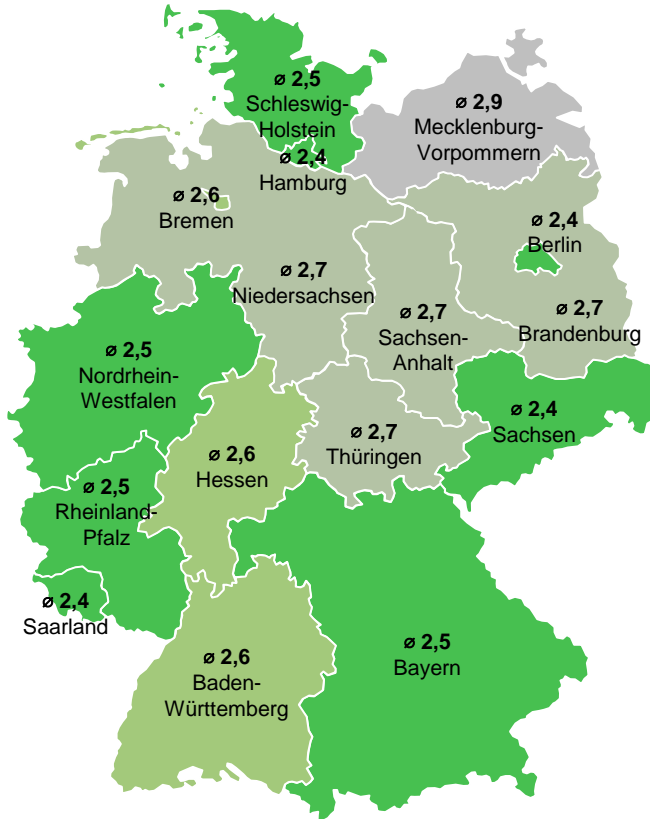 ⌀ 2,5
Schleswig-
Holstein
⌀ 2,9
Mecklenburg-
Vorpommern
⌀ 2,4
Hamburg
⌀ 2,6
Bremen
⌀ 2,4
Berlin
⌀ 2,7
Niedersachsen
⌀ 2,7
Sachsen-
Anhalt
⌀ 2,7
Brandenburg
⌀ 2,5
Nordrhein-
Westfalen
⌀ 2,4
Sachsen
⌀ 2,7
Thüringen
⌀ 2,6
Hessen
⌀ 2,5
Rheinland-
Pfalz
⌀ 2,4
Saarland
⌀ 2,6
Baden-
Württemberg
⌀ 2,5
Bayern